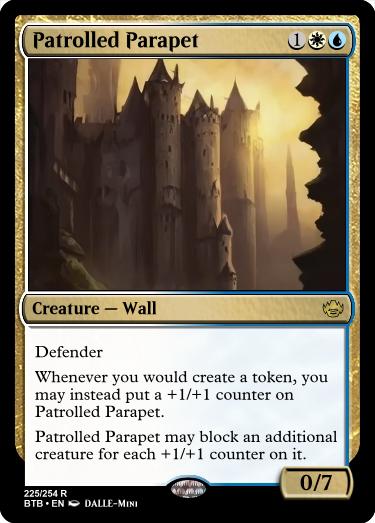 Patrolled Parapet 1
Creature — Wall
Defender
Whenever you would create a token, you
may instead put a +1/+1 counter on
Patrolled Parapet.
Patrolled Parapet may block an additional
creature for each +1/+1 counter on it.
0/7
225/254 R
BTB • EN DALLE-Mini